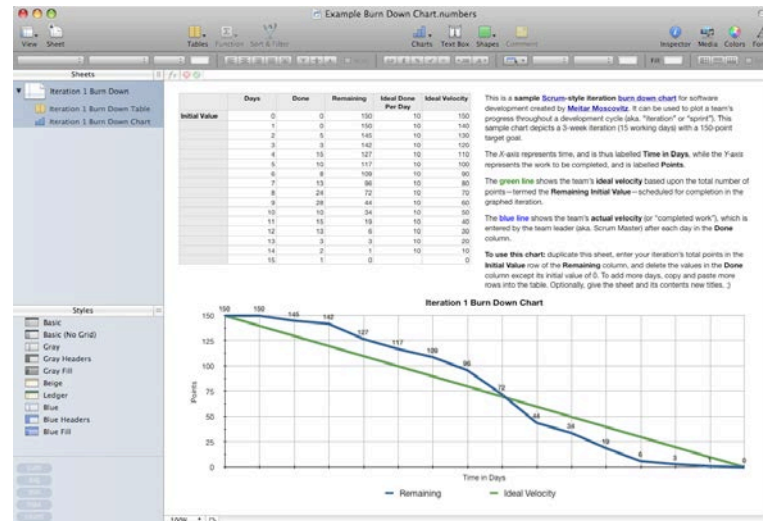 Example Burn Down Chart.numbers
View Sheet Tables Function Sort & Filter Charts Text Box Shapes Comment Inspector Media Colors
Fill
Sheets
Iteration 1 Burn Down
Iteration 1 Burn Down Table
Iteration 1 Burn Down Chart
Styles
Basic
Basic (No Grid)
Gray
Gray Headers
Gray Fill
Beige
Ledger
Blue
Blue Headers
Blue Fill
100%
Days Done Remaining Ideal Done Per Day Ideal Velocity
Initial Value 0 0 150 10 150
1 0 150 10 140
2 5 145 10 130
3 3 142 10 120
4 15 127 10 110
5 10 117 10 100
6 8 109 10 90
7 13 96 10 80
8 24 72 10 70
9 28 44 10 60
10 10 34 10 50
11 15 19 10 40
12 13 6 10 30
13 3 3 10 20
14 2 1 10 10
15 1 0 0
This is a sample Scrum-style iteration burn down chart for software
development created by Meitar Moscovitz. It can be used to plot a team's
progress throughout a development cycle (aka. "iteration" or "sprint"). This
sample chart depicts a 3-week iteration (15 working days) with a 150-point
target goal.
The X-axis represents time, and is thus labelled Time in Days, while the Y-axis
represents the work to be completed, and is labelled Points.
The green line shows the team's ideal velocity based upon the total number of
points—termed the Remaining Initial Value—scheduled for completion in the
graphed iteration.
The blue line shows the team's actual velocity (or "completed work"), which is
entered by the team leader (aka. Scrum Master) after each day in the Done
column.
To use this chart: duplicate this sheet, enter your iteration's total points in the
Initial Value row of the Remaining column, and delete the values in the Done
column except its initial value of 0. To add more days, copy and paste more
rows into the table. Optionally, give the sheet and its contents new titles. ;)
Iteration 1 Burn Down Chart
150 125 100 75 50 25 0
Points
150 150 145 142 127 117 109 96 72 44 34 19 6 3 1 0
Time in Days
Remaining Ideal Velocity